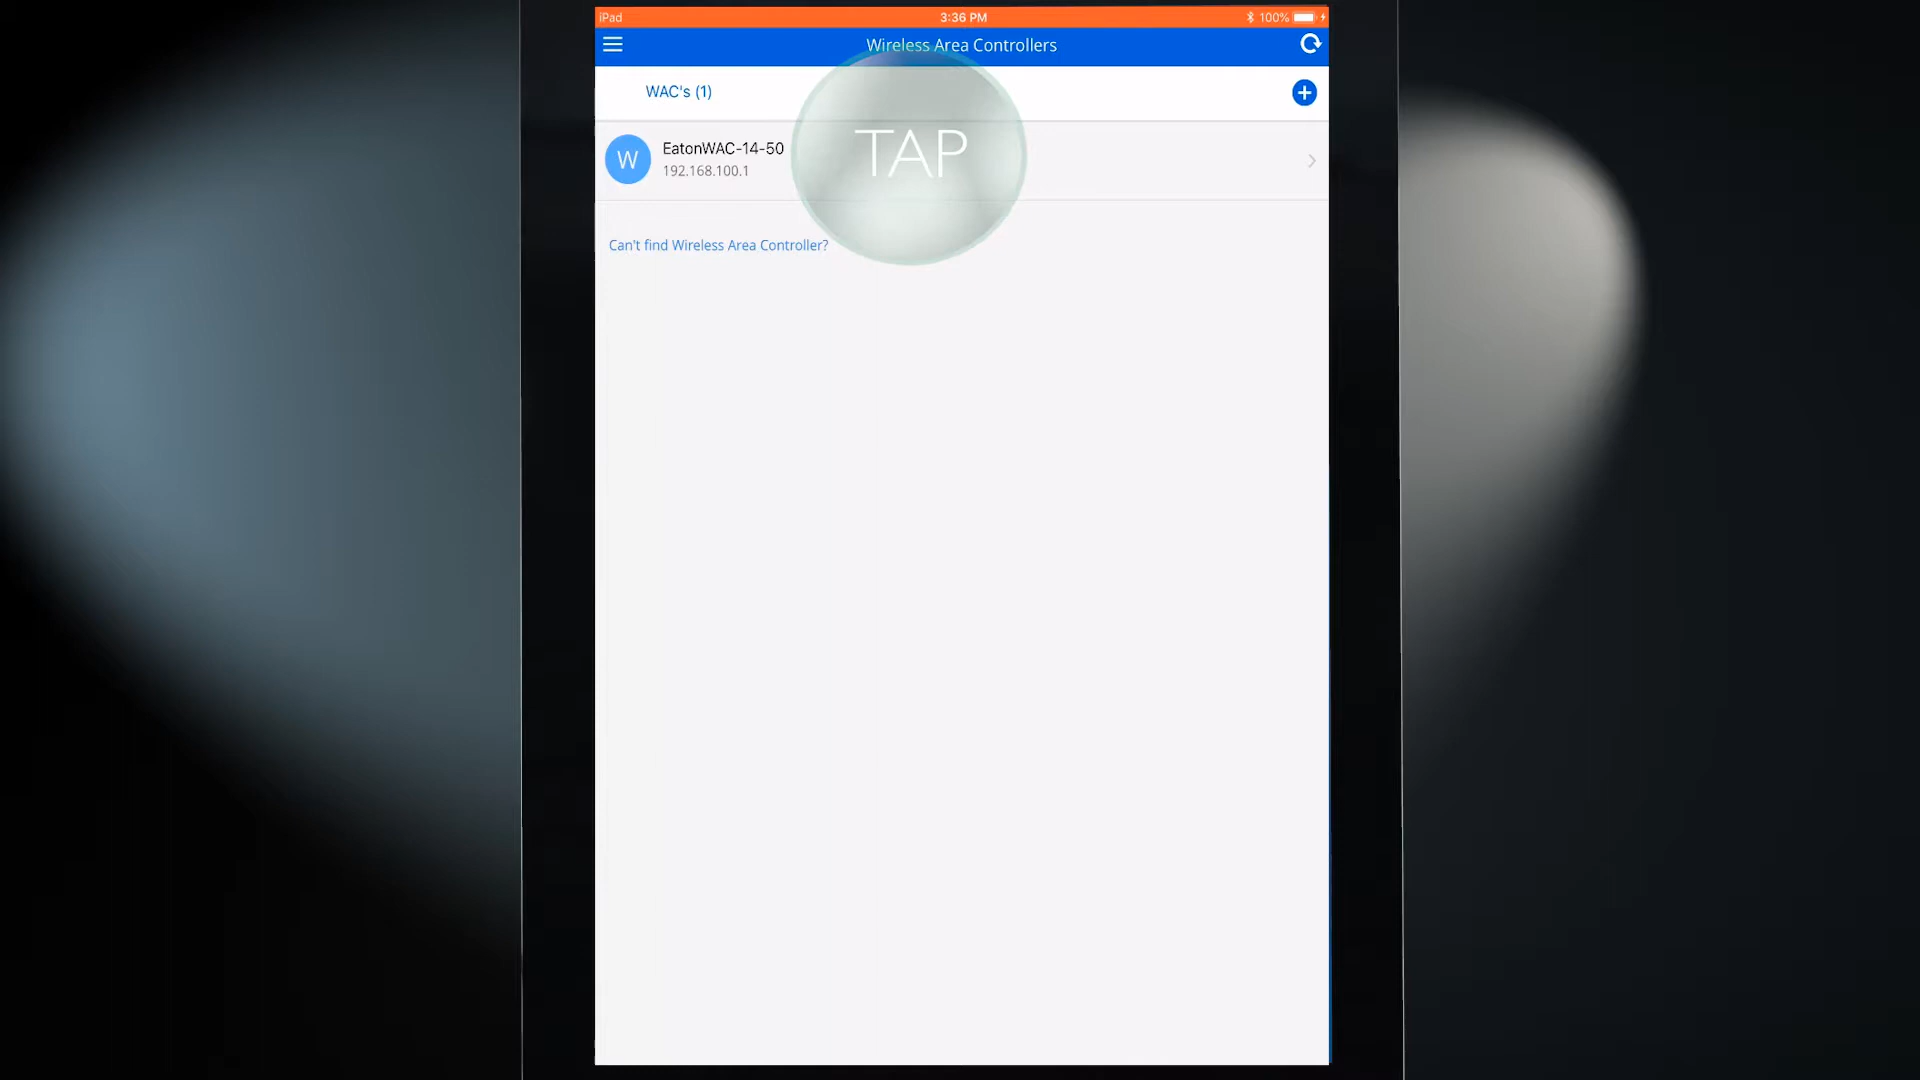 iPad
3:36 PM
100%
Wireless Area Controllers
WAC's (1)
W
EatonWAC-14-50
192.168.100.1
TAP
Can't find Wireless Area Controller?